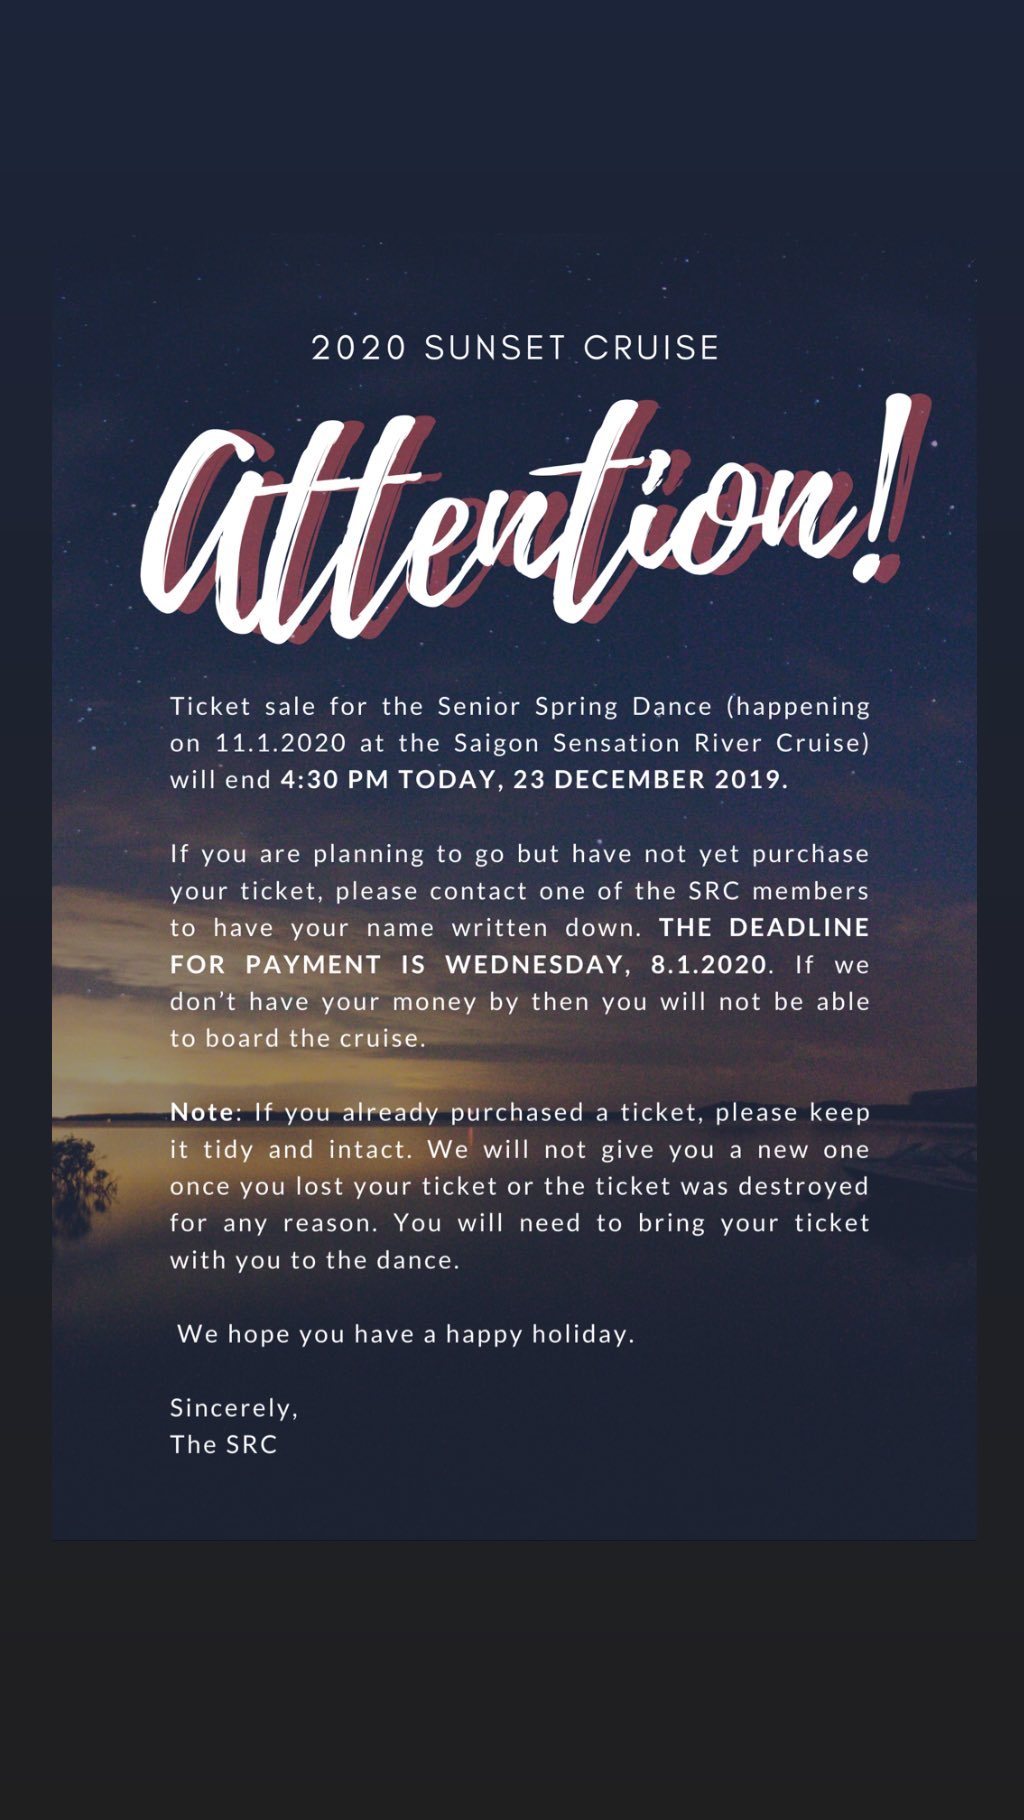 2020 SUNSET CRUISE
Attention!
Ticket sale for the Senior Spring Dance (happening
on 11.1.2020 at the Saigon Sensation River Cruise)
will end 4:30 PM TODAY, 23 DECEMBER 2019.
If you are planning to go but have not yet purchase
your ticket, please contact one of the SRC members
to have your name written down. THE DEADLINE
FOR PAYMENT IS WEDNESDAY, 8.1.2020. If we
don't have your money by then you will not be able
to board the cruise.
Note: If you already purchased a ticket, please keep
it tidy and intact. We will not give you a new one
once you lost your ticket or the ticket was destroyed
for any reason. You will need to bring your ticket
with you to the dance.
We hope you have a happy holiday.
Sincerely,
The SRC